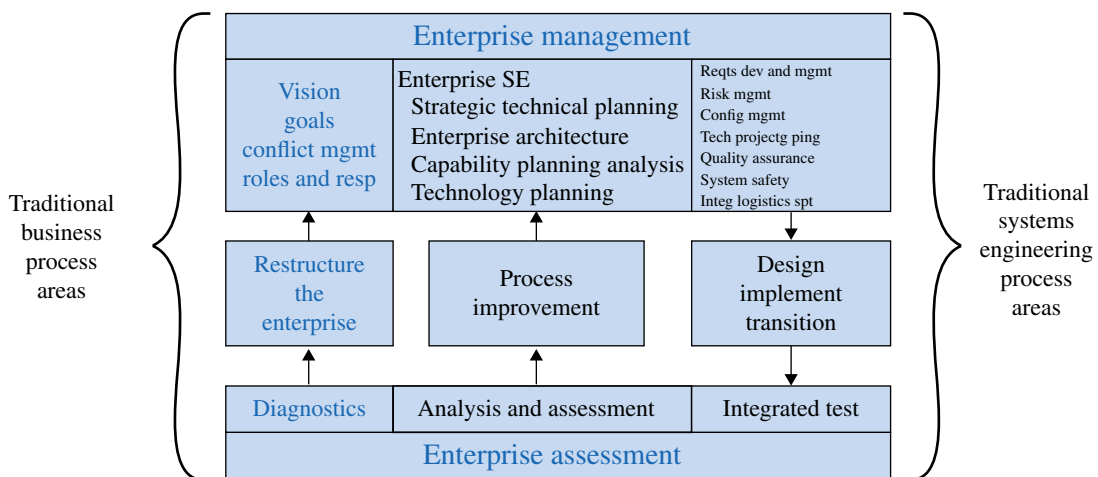 Enterprise management
Vision
goals
conflict mgmt
roles and resp
Enterprise SE
Strategic technical planning
Enterprise architecture
Capability planning analysis
Technology planning
Reqts dev and mgmt
Risk mgmt
Config mgmt
Tech projectg ping
Quality assurance
System safety
Integ logistics spt
Traditional
business
process
areas
Restructure
the
enterprise
Process
improvement
Design
implement
transition
Traditional
systems
engineering
process
areas
Diagnostics
Analysis and assessment
Integrated test
Enterprise assessment